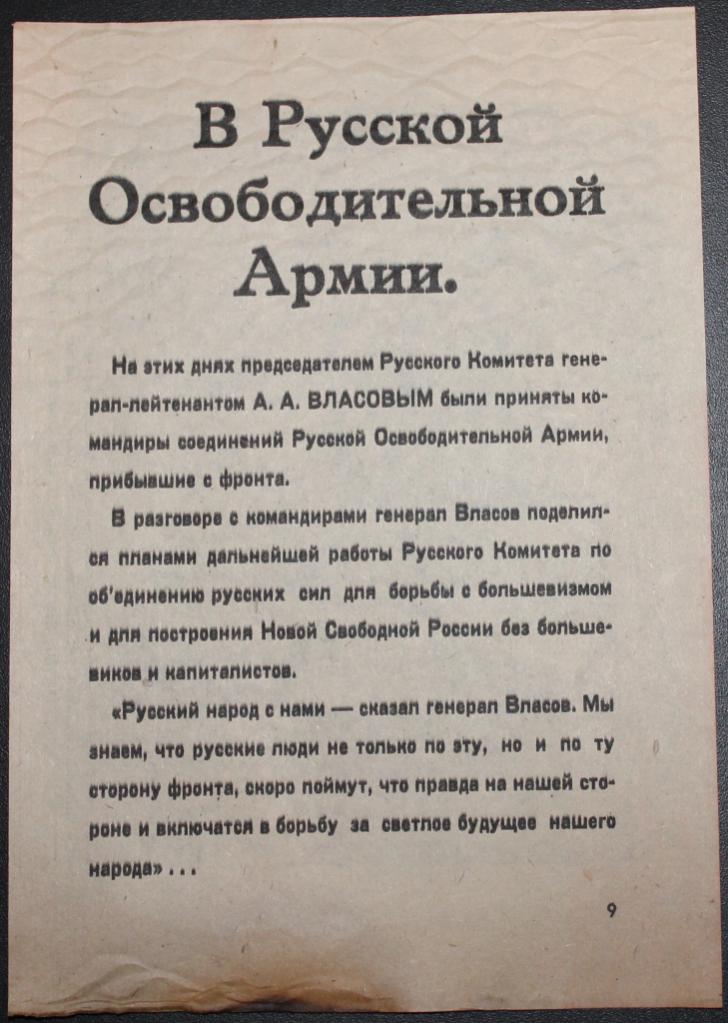 В Русской
Освободительной
Армии.
На этих днях председателем Русского Комитета гене-
рал-лейтенантом А. А. ВЛАСОВЫМ были приняты ко-
мандиры соединений Русской Освободительной Армии,
прибывшие с фронта.
В разговоре с командирами генерал Власов поделил-
ся планами дальнейшей работы Русского Комитета по
об'единению русских сил для борьбы с большевизмом
и для построения Новой Свободной России без больше-
виков и капиталистов.
«Русский народ с нами — сказал генерал Власов. Мы
знаем, что русские люди не только по эту, но и по ту
сторону фронта, скоро поймут, что правда на нашей сто-
роне и включатся в борьбу за светлое будущее нашего
народа» . . .
9